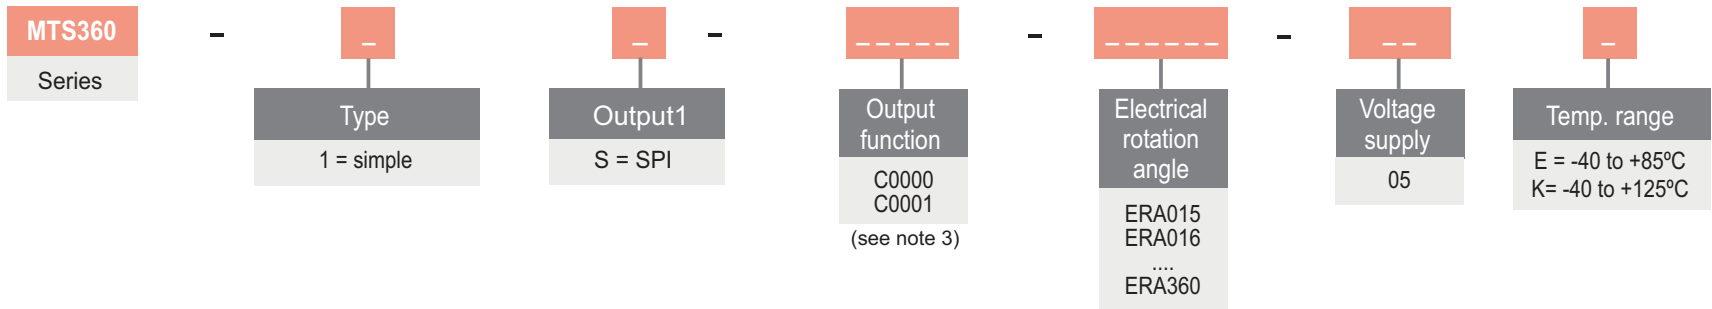 MTS360 - _ _ - _ _ _ _ _ - _ _ _ _ _ _ - _ _ _
Series
Type
1 = simple
Output1
S = SPI
Output
function
C0000
C0001
(see note 3)
Electrical
rotation
angle
ERA015
ERA016
....
ERA360
Voltage
supply
05
Temp. range
E = -40 to +85ºC
K= -40 to +125ºC